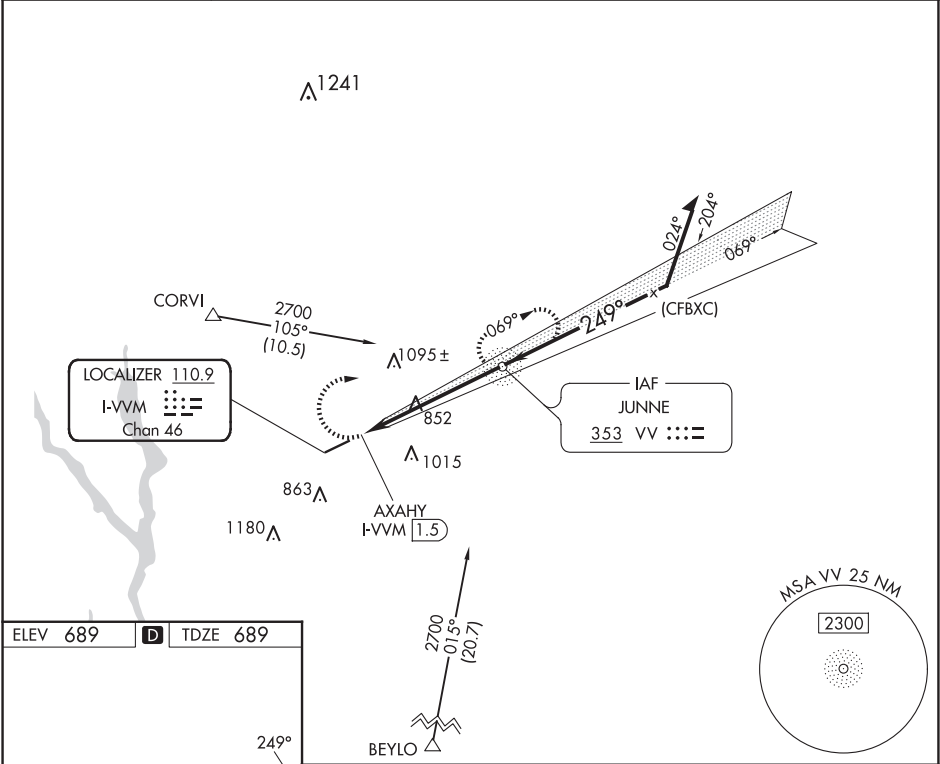 1241
024°
204°
069°
CORVI
2700
105°
(10.5)
069°
249°
(CFBXC)
1095±
LOCALIZER 110.9
I-VVM
Chan 46
852
IAF
JUNNE
353 VV
1015
863
AXAHY
I-VVM 1.5
1180
MSA VV 25 NM
2300
ELEV 689 D TDZE 689
2700
015°
(20.7)
249°
BEYLO